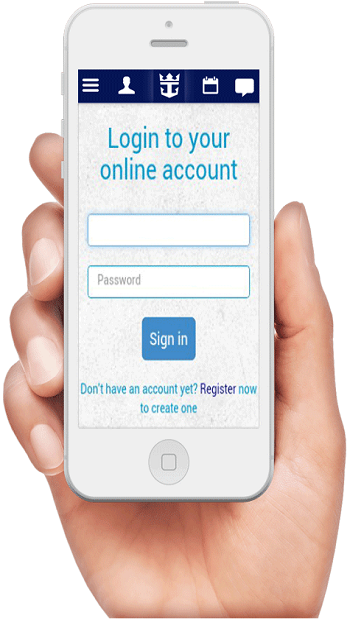 Login to your
online account
Password
Sign in
Don't have an account yet? Register now
to create one